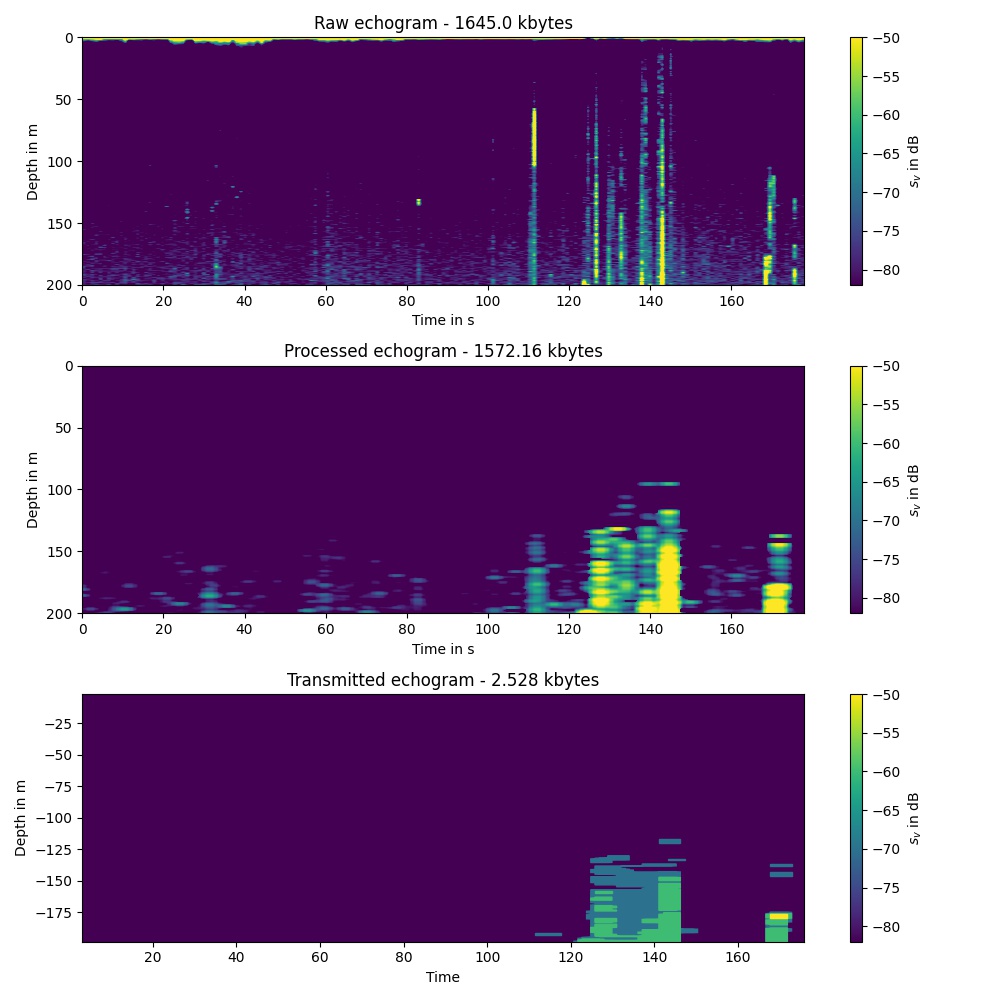 Raw echogram - 1645.0 kbytes
0
50
100
150
200
Depth in m
0 20 40 60 80 100 120 140 160
Time in s
−50
−55
−60
−65
−70
−75
−80
sv in dB
Processed echogram - 1572.16 kbytes
0
50
100
150
200
Depth in m
0 20 40 60 80 100 120 140 160
Time in s
−50
−55
−60
−65
−70
−75
−80
sv in dB
Transmitted echogram - 2.528 kbytes
−25
−50
−75
−100
−125
−150
−175
Depth in m
20 40 60 80 100 120 140 160
Time
−50
−55
−60
−65
−70
−75
−80
sv in dB